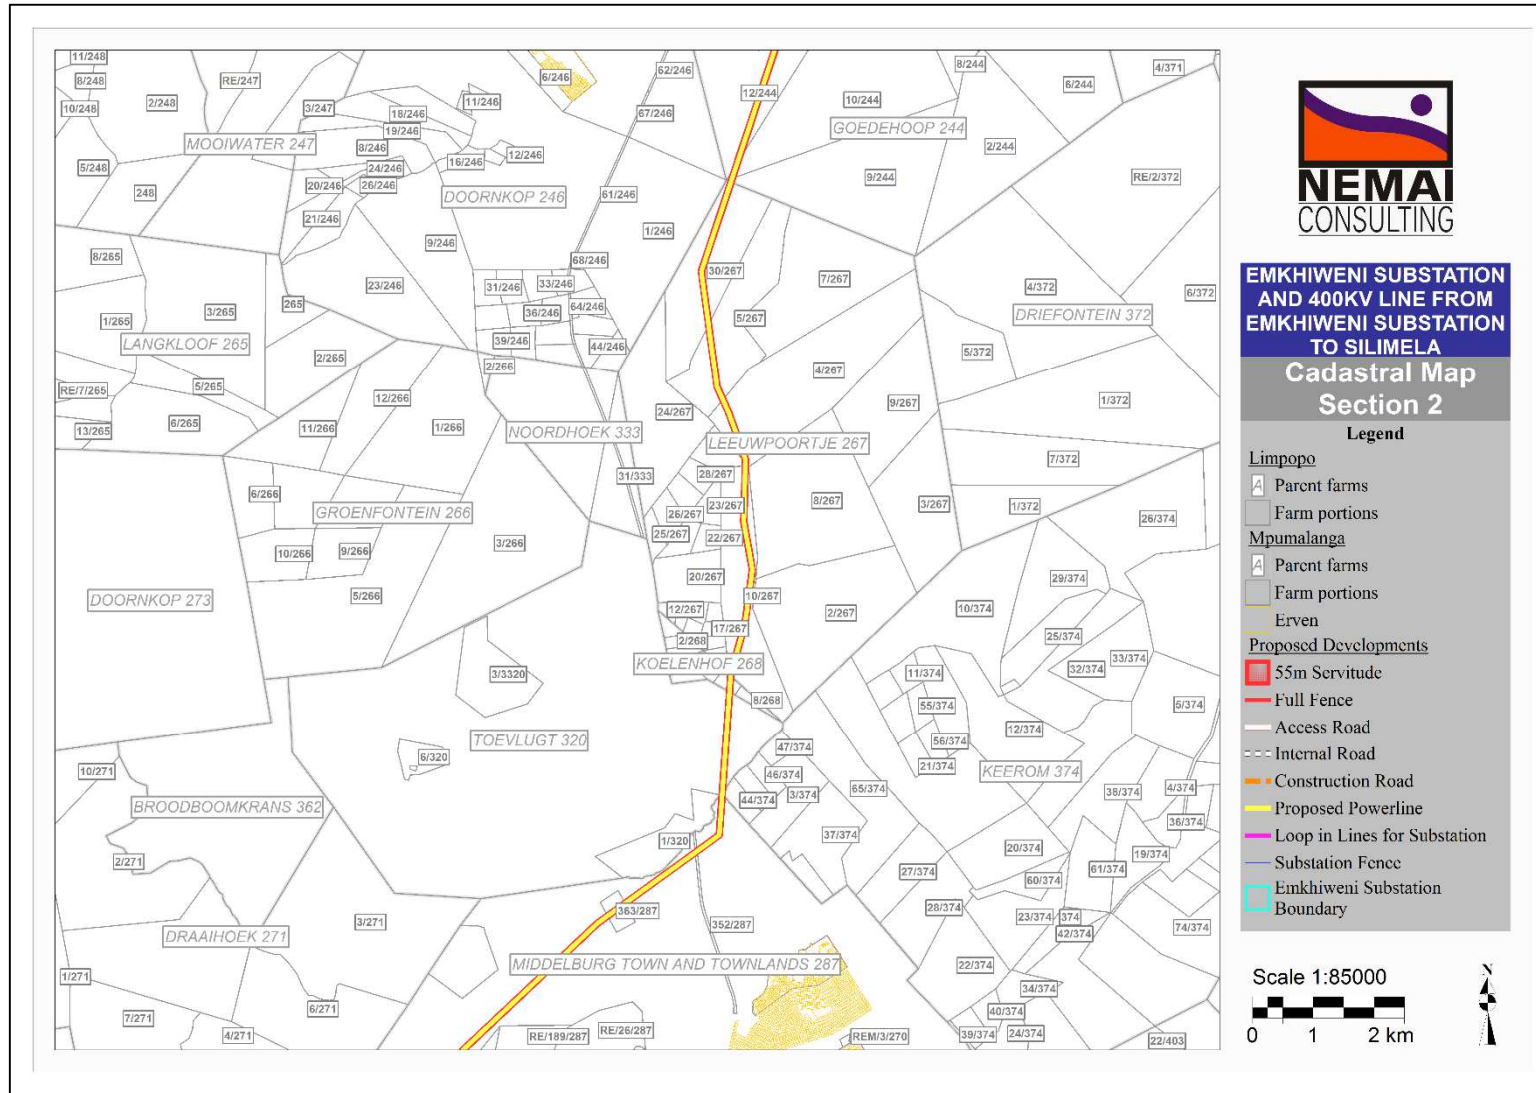 11/248
8/248
10/248
2/248
RE/247
3/247
MOOIWATER 247
5/248
248
18/246
19/246
8/246
24/246
20/246
26/246
21/246
11/246
16/246
12/246
6/246
62/246
67/246
DOORNKOP 246
61/246
9/246
1/246
68/246
12/244
10/244
8/244
6/244
4/371
GOEDEHOOP 244
2/244
9/244
RE/2/372
8/265
3/265
1/265
LANGKLOOF 265
265
23/246
31/246
33/246
36/246
64/246
39/246
44/246
30/267
7/267
5/267
4/372
6/372
DRIEFONTEIN 372
5/372
2/265
RE/7/265
5/265
6/265
13/265
2/266
12/266
11/266
1/266
NOORDHOEK 333
24/267
4/267
9/267
1/372
LEEUWPOORTJE 267
7/372
31/333
28/267
6/266
GROENFONTEIN 266
23/267
26/267
25/267
22/267
8/267
3/267
1/372
26/374
10/266
9/266
3/266
5/266
DOORNKOP 273
20/267
10/267
12/267
17/267
2/268
2/267
29/374
10/374
25/374
33/374
32/374
KOELENHOF 268
8/268
3/3320
11/374
55/374
56/374
21/374
12/374
5/374
TOEVLUGT 320
6/320
47/374
46/374
44/374
3/374
65/374
KEEROM 374
38/374
4/374
36/374
10/271
BROODBOOMKRANS 362
2/271
1/320
37/374
20/374
19/374
61/374
27/374
60/374
28/374
23/374
374
42/374
74/374
3/271
363/287
352/287
DRAAIHOEK 271
MIDDELBURG TOWN AND TOWNLANDS 287
1/271
22/374
34/374
7/271
6/271
4/271
RE/189/287
RE/26/287
REM/3/270
40/374
39/374
24/374
22/403
NEMAI
CONSULTING
EMKHIWENI SUBSTATION
AND 400KV LINE FROM
EMKHIWENI SUBSTATION
TO SILIMELA
Cadastral Map
Section 2
Legend
Limpopo
A Parent farms
Farm portions
Mpumalanga
A Parent farms
Farm portions
Erven
Proposed Developments
55m Servitude
Full Fence
Access Road
Internal Road
Construction Road
Proposed Powerline
Loop in Lines for Substation
Substation Fence
Emkhiweni Substation
Boundary
Scale 1:85000
N
0 1 2 km